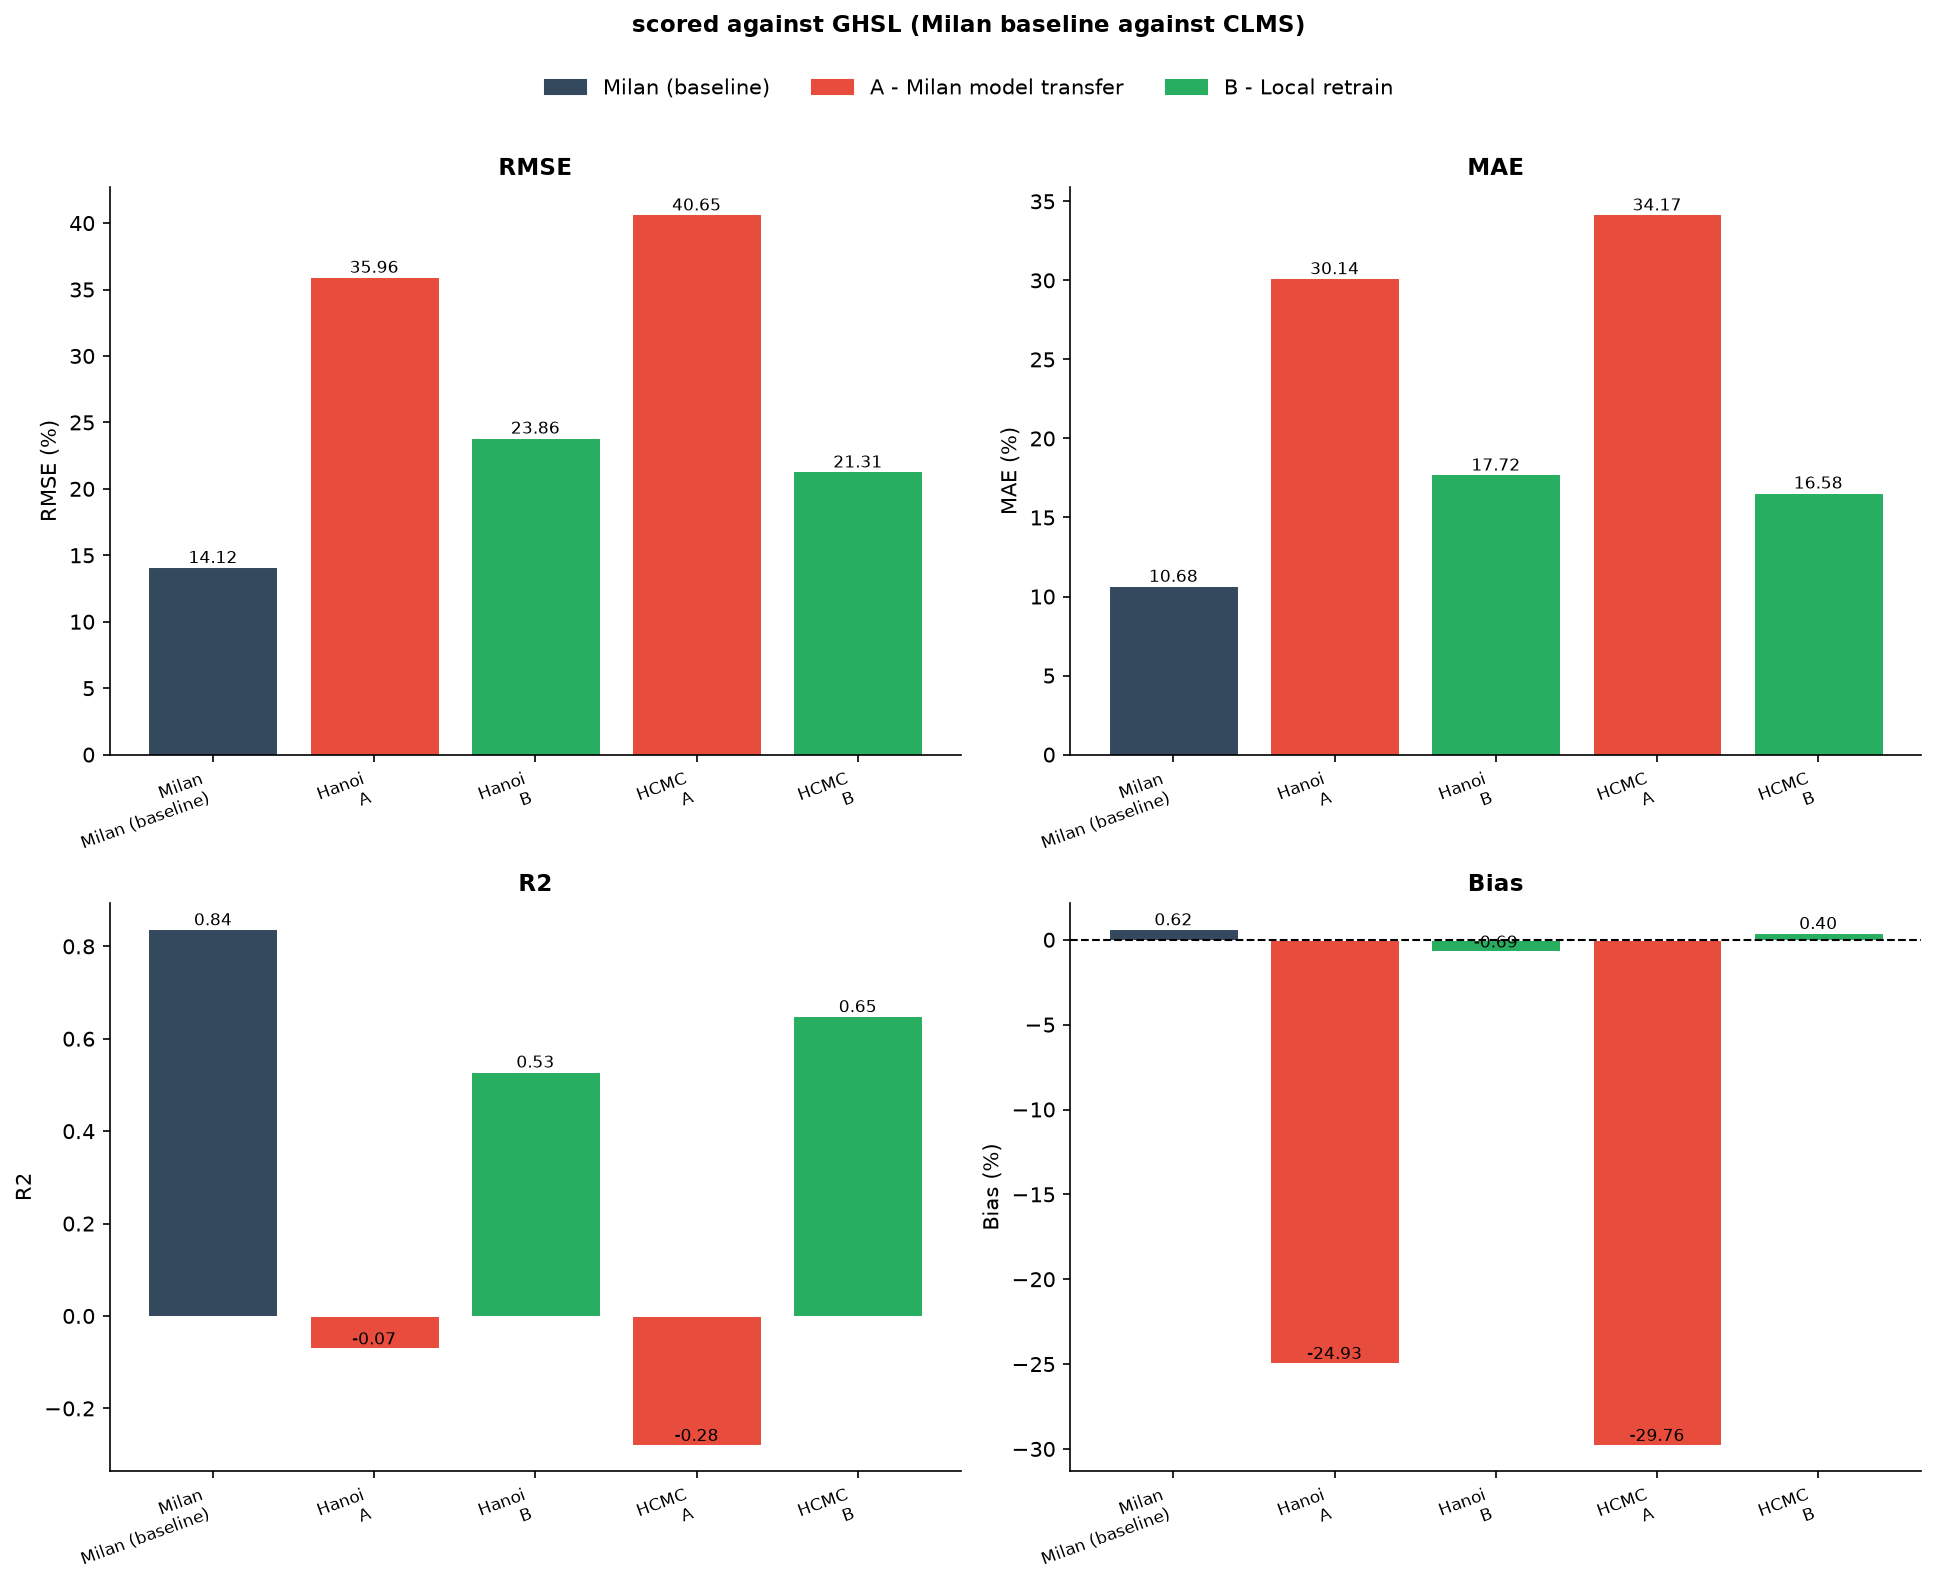 scored against GHSL (Milan baseline against CLMS)
Milan (baseline) A - Milan model transfer B - Local retrain
RMSE
RMSE (%)
40
35
30
25
20
15
10
5
0
14.12
35.96
23.86
40.65
21.31
Milan
Milan (baseline)
Hanoi
A
Hanoi
B
HCMC
A
HCMC
B
MAE
MAE (%)
35
30
25
20
15
10
5
0
10.68
30.14
17.72
34.17
16.58
Milan
Milan (baseline)
Hanoi
A
Hanoi
B
HCMC
A
HCMC
B
R2
R2
0.8
0.6
0.4
0.2
0.0
−0.2
0.84
-0.07
0.53
-0.28
0.65
Milan
Milan (baseline)
Hanoi
A
Hanoi
B
HCMC
A
HCMC
B
Bias
Bias (%)
0
−5
−10
−15
−20
−25
−30
0.62
-24.93
-0.69
-29.76
0.40
Milan
Milan (baseline)
Hanoi
A
Hanoi
B
HCMC
A
HCMC
B